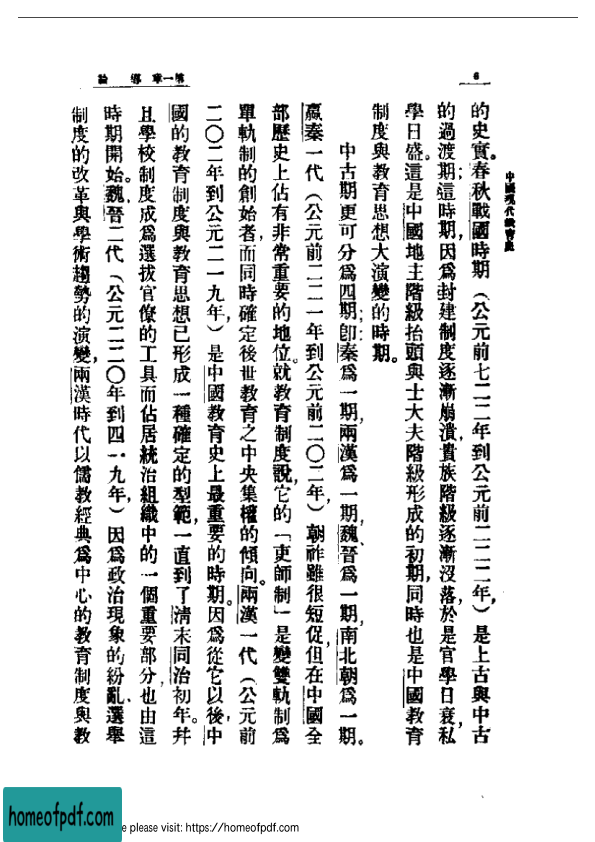 6
中國現代教育史
第一章　導　論
的史實。春秋戰國時期（公元前七二二年到公元前二二二年，）是上古與中古
的過渡期；這時期，因爲封建制度逐漸崩潰，貴族階級逐漸沒落，於是官學日衰，私
學日盛。這是中國地主階級抬頭與士大夫階級形成的初期，同時也是中國教育
制度與教育思想大演變的時期。
中古期更可分爲四期：卽秦爲一期，兩漢爲一期，魏、晉爲一期，南北朝爲一期。
嬴秦一代（公元前二二一年到公元前二〇二年，）朝祚雖很短促，但在中國全
部歷史上佔有非常重要的地位。就教育制度說，它的「吏師制」是變雙軌制爲
單軌制的創始者，而同時確定後世教育之中央集權的傾向。兩漢一代（公元前
二〇二年到公元二一九年，）是中國教育史上最重要的時期。因爲從它以後，中
國的教育制度與教育思想已形成一種確定的型範，一直到了淸末同治初年。幷
且學校制度成爲選拔官僚的工具而佔居統治組織中的一個重要部分，也由這
時期開始。魏、晉二代（公元二二〇年到四一九年，）因爲政治現象的紛亂、選舉
制度的改革與學術趨勢的演變，兩漢時代以儒教經典爲中心的教育制度與教
homeofpdf.com
e please visit: https://homeofpdf.com